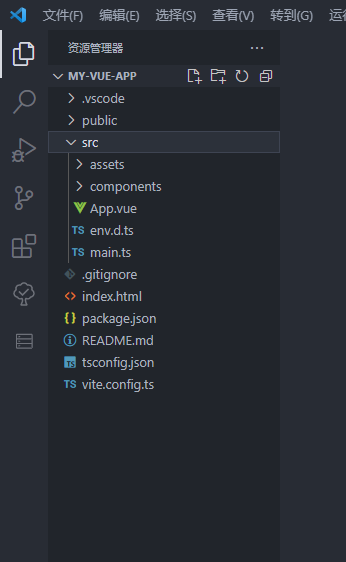 文件(F) 编辑(E) 选择(S) 查看(V) 转到(G)
资源管理器
MY-VUE-APP
.vscode
public
src
assets
components
App.vue
TS env.d.ts
TS main.ts
.gitignore
<> index.html
{} package.json
README.md
TS tsconfig.json
TS vite.config.ts